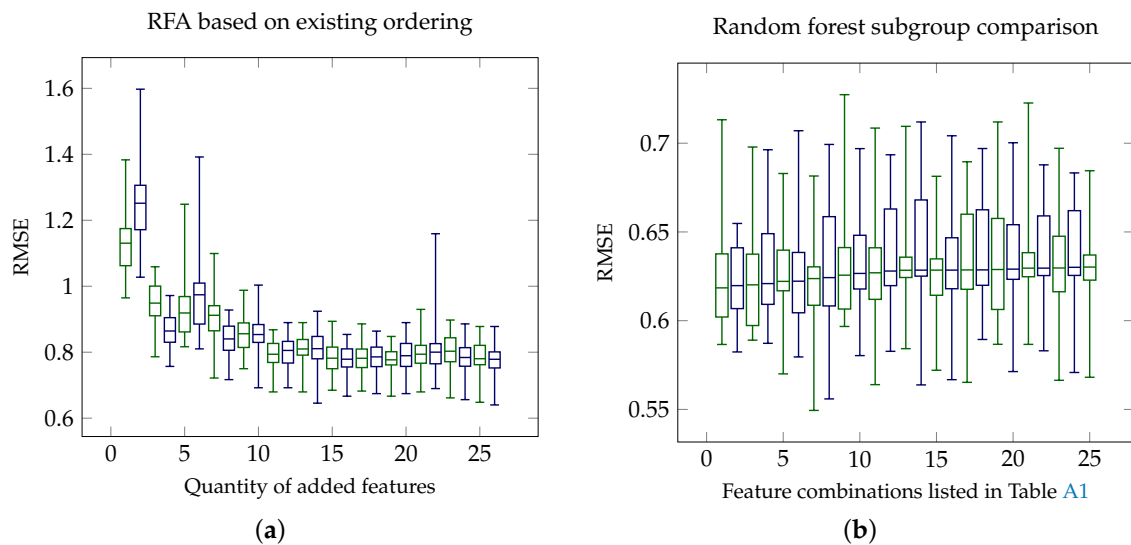 RFA based on existing ordering
1.6
1.4
1.2
1
0.8
0.6
RMSE
0 5 10 15 20 25
Quantity of added features
(a)
Random forest subgroup comparison
0.7
0.65
0.6
0.55
RMSE
0 5 10 15 20 25
Feature combinations listed in Table A1
(b)